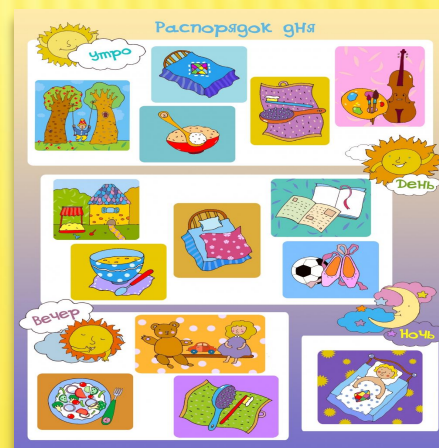 Распорядок дня
Утро
День
Вечер
Ночь